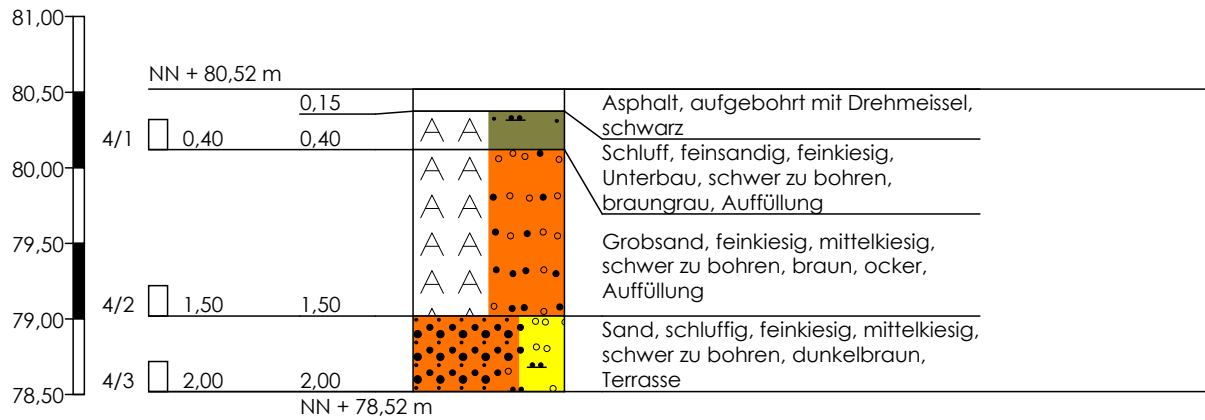 81,00
NN + 80,52 m
80,50
0,15
Asphalt, aufgebohrt mit Drehmeissel,
schwarz
4/1
0,40
0,40
Schluff, feinsandig, feinkiesig,
Unterbau, schwer zu bohren,
braungrau, Auffüllung
80,00
79,50
Grobsand, feinkiesig, mittelkiesig,
schwer zu bohren, braun, ocker,
Auffüllung
4/2
1,50
1,50
79,00
Sand, schluffig, feinkiesig, mittelkiesig,
schwer zu bohren, dunkelbraun,
Terrasse
4/3
2,00
2,00
78,50
NN + 78,52 m